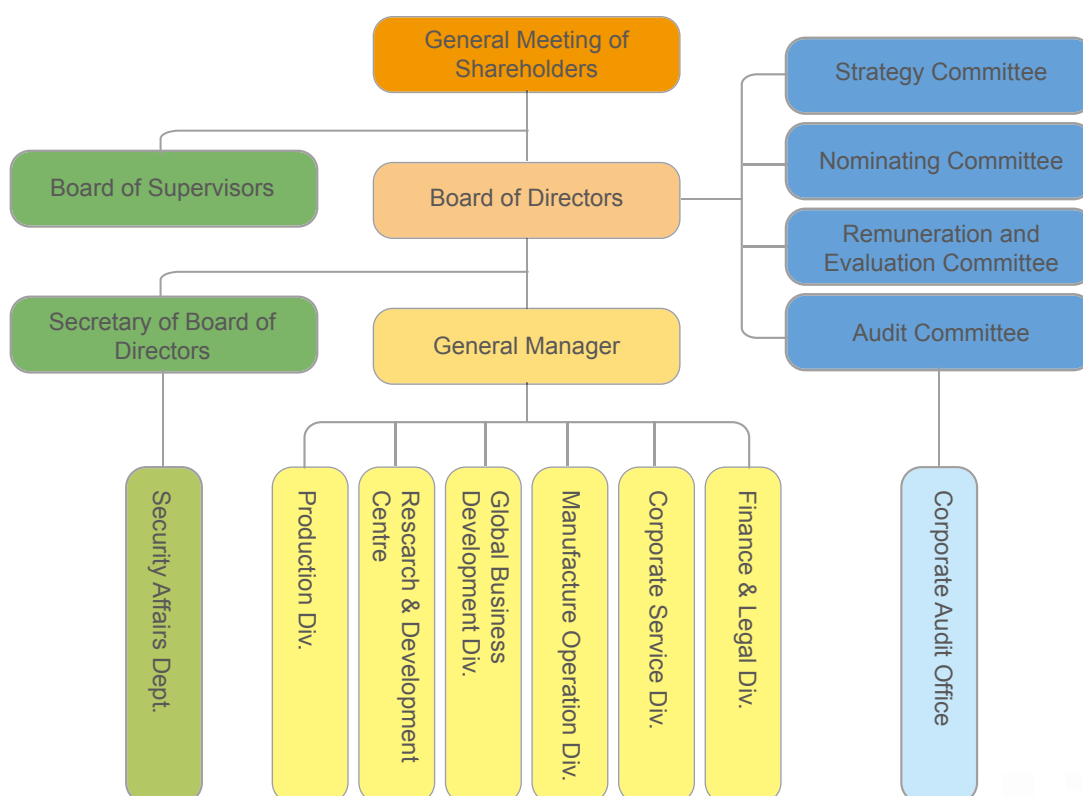 General Meeting of
Shareholders
Strategy Committee
Board of Supervisors
Board of Directors
Nominating Committee
Remuneration and
Evaluation Committee
Secretary of Board of
Directors
General Manager
Audit Committee
Security Affairs Dept.
Production Div.
Rescarch & Development
Centre
Global Business
Development Div.
Manufacture Operation Div.
Corporate Service Div.
Finance & Legal Div.
Corporate Audit Office